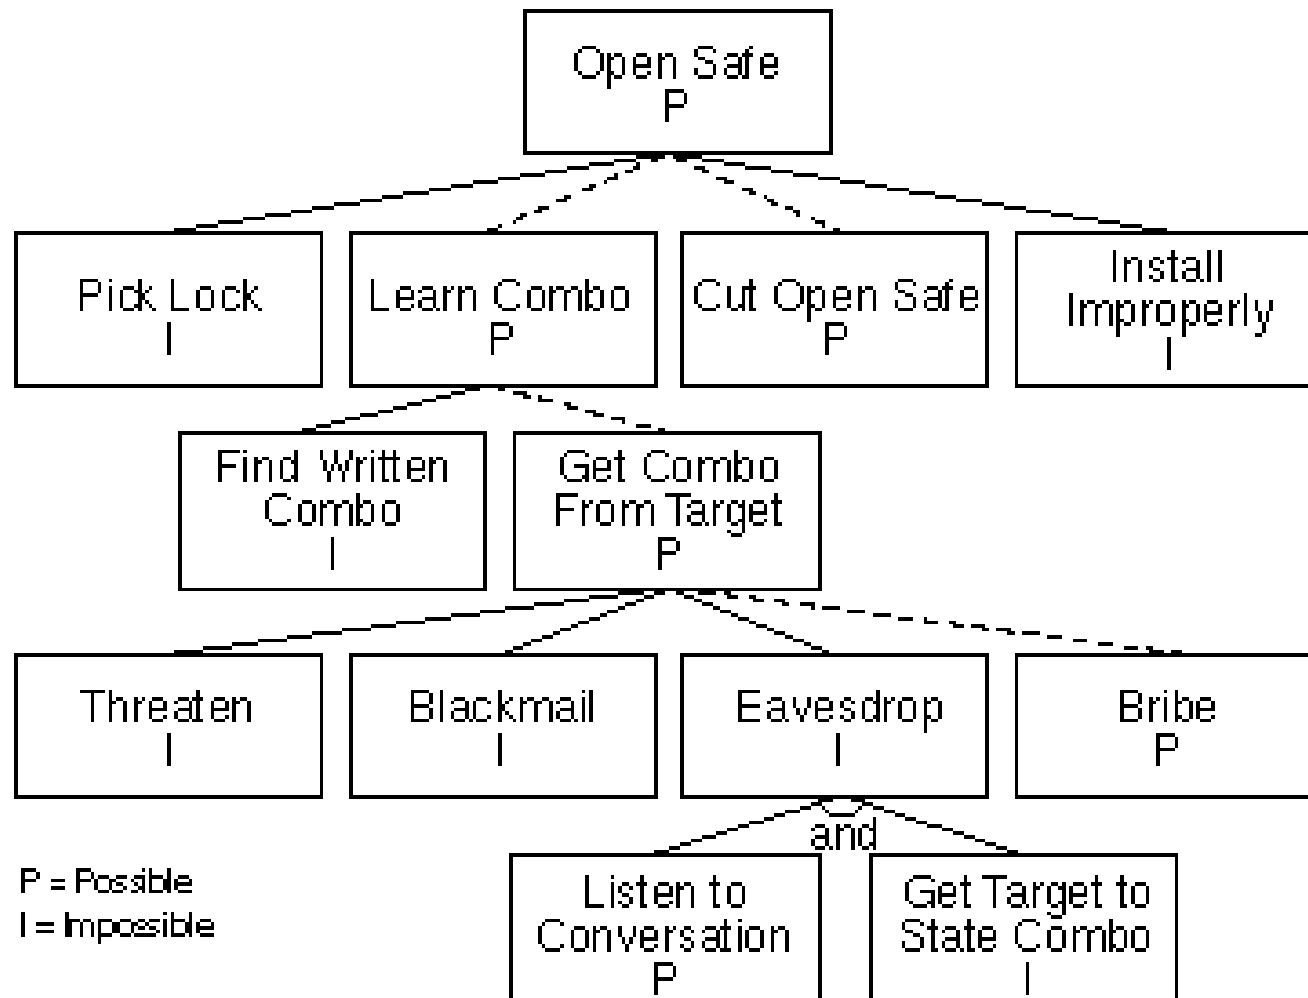 Open Safe
P
Pick Lock
I
Learn Combo
P
Cut Open Safe
P
Install
Improperly
I
Find Written
Combo
I
Get Combo
From Target
P
Threaten
I
Blackmail
I
Eavesdrop
I
Bribe
P
and
Listen to
Conversation
P
Get Target to
State Combo
I
P = Possible
I = Impossible